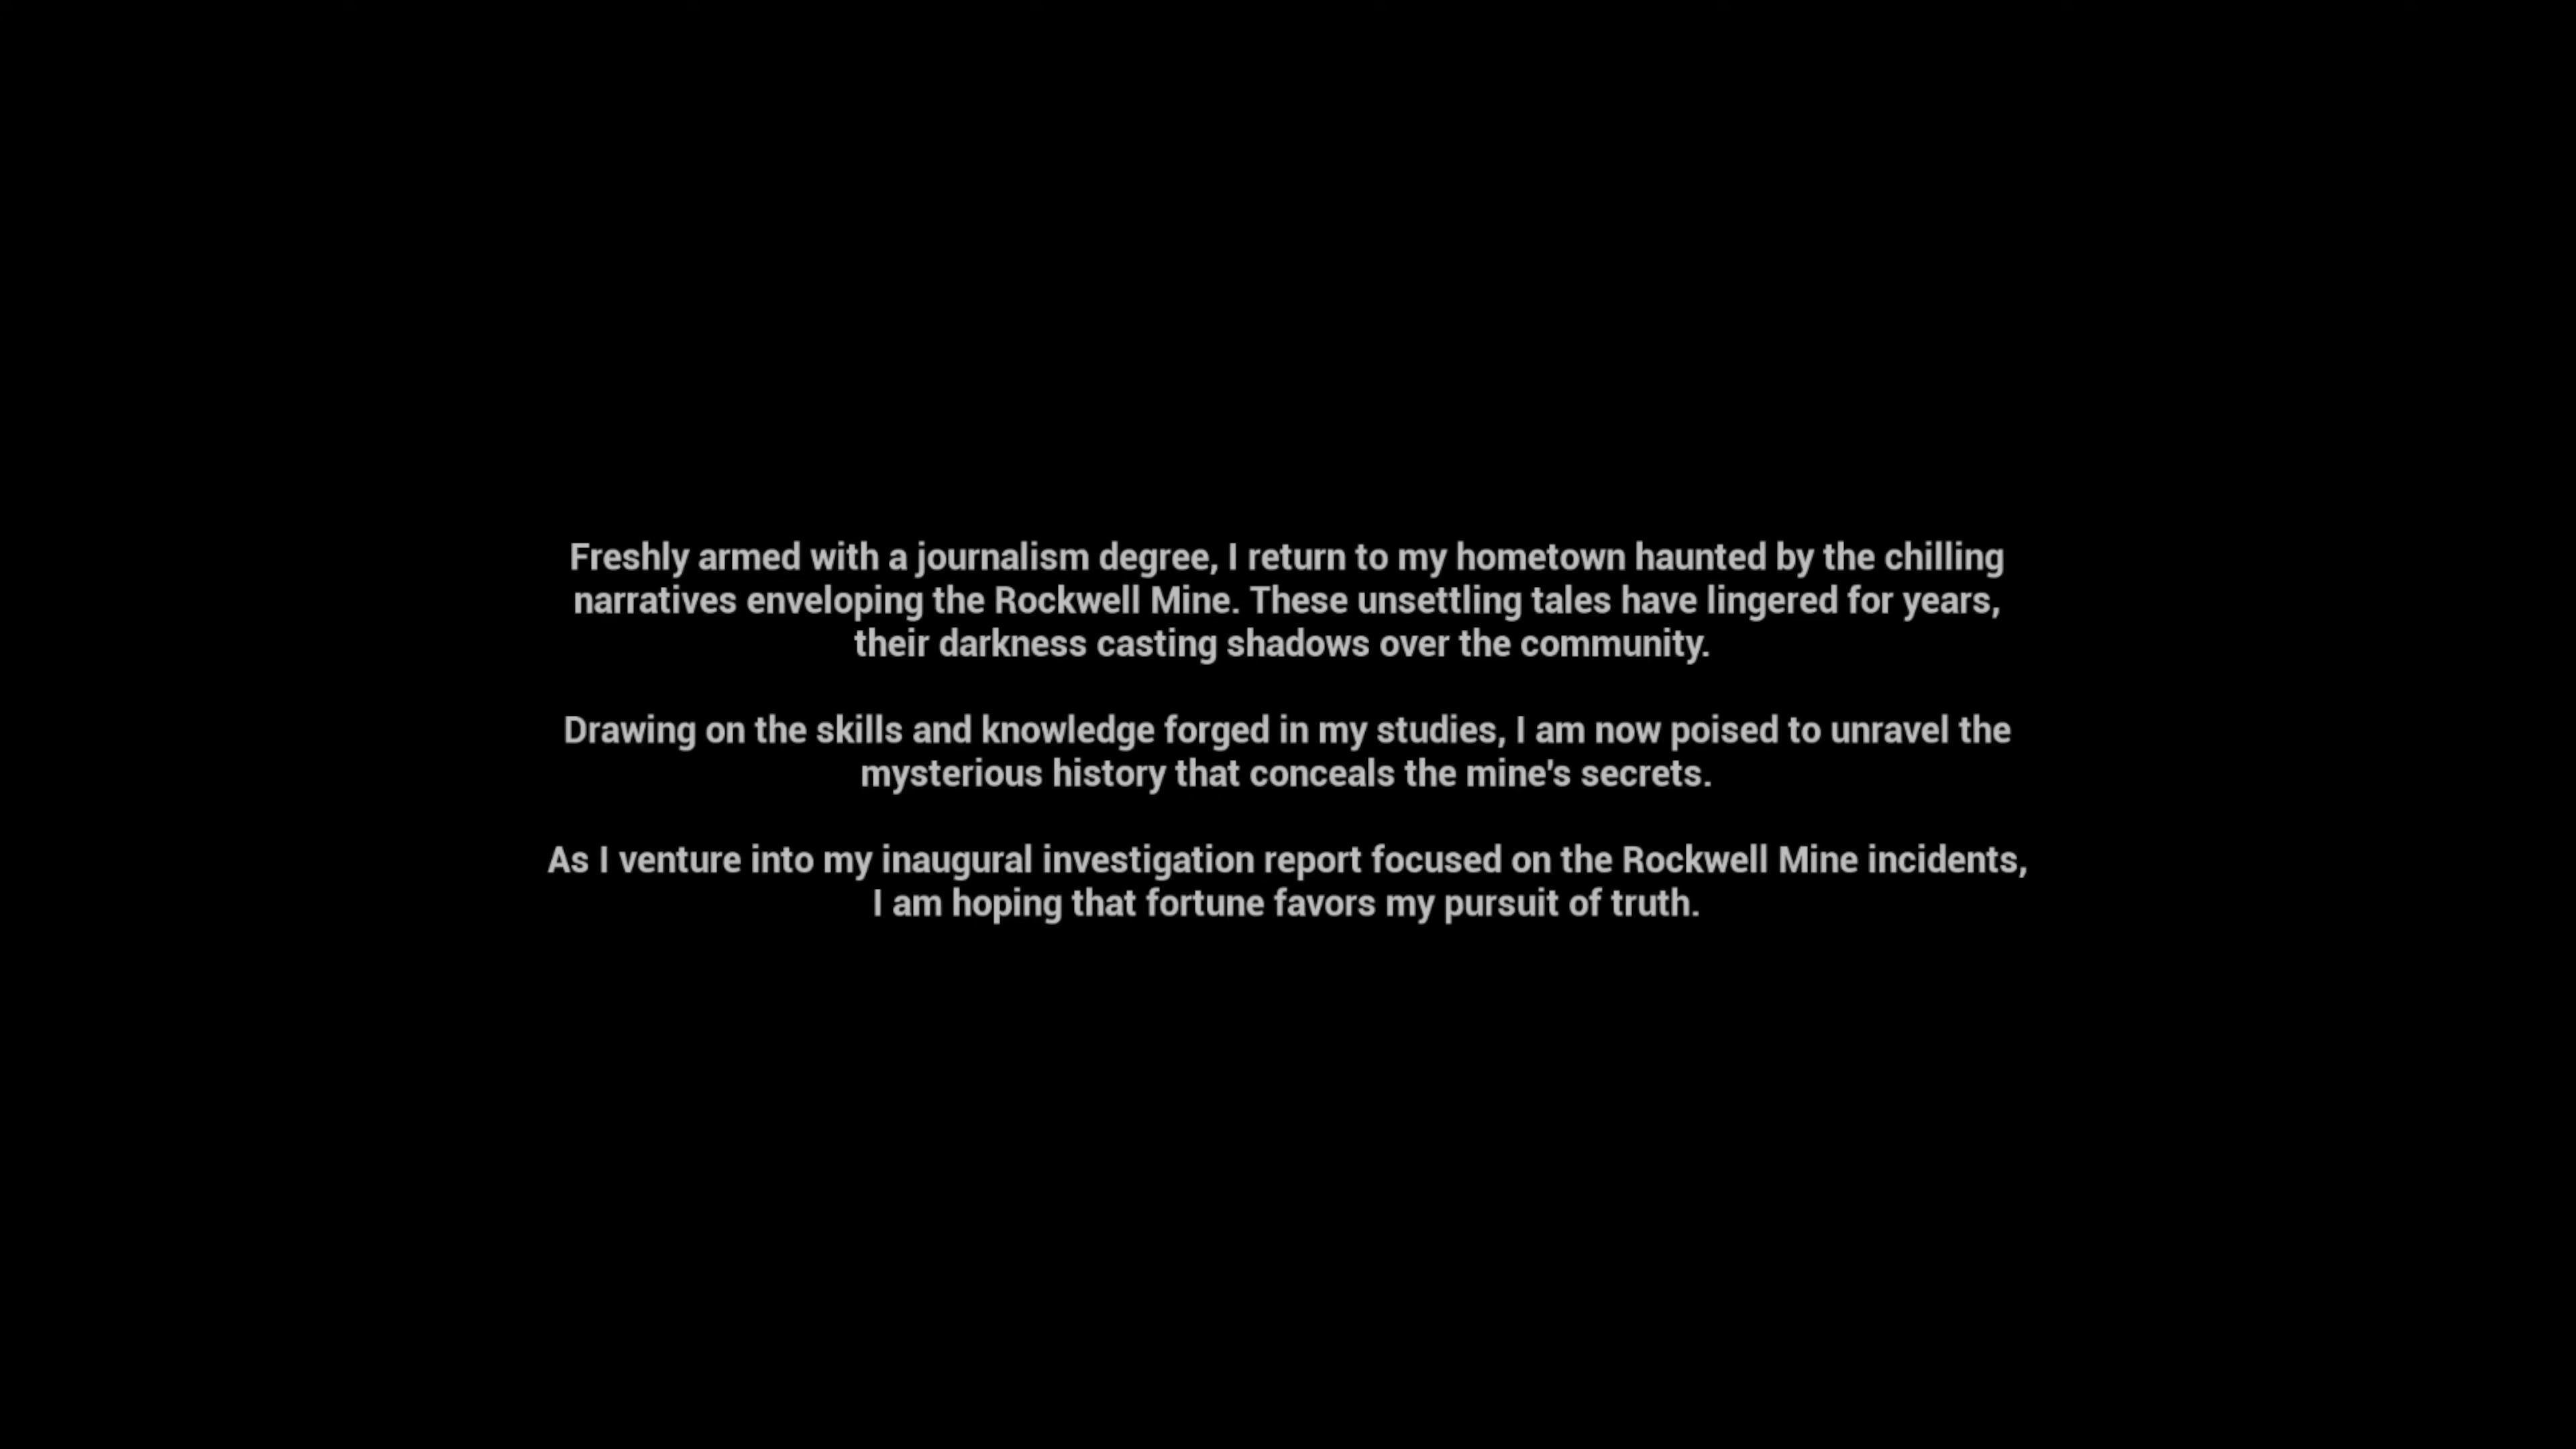 Freshly armed with a journalism degree, I return to my hometown haunted by the chilling
narratives enveloping the Rockwell Mine. These unsettling tales have lingered for years,
their darkness casting shadows over the community.
Drawing on the skills and knowledge forged in my studies, I am now poised to unravel the
mysterious history that conceals the mine's secrets.
As I venture into my inaugural investigation report focused on the Rockwell Mine incidents,
I am hoping that fortune favors my pursuit of truth.